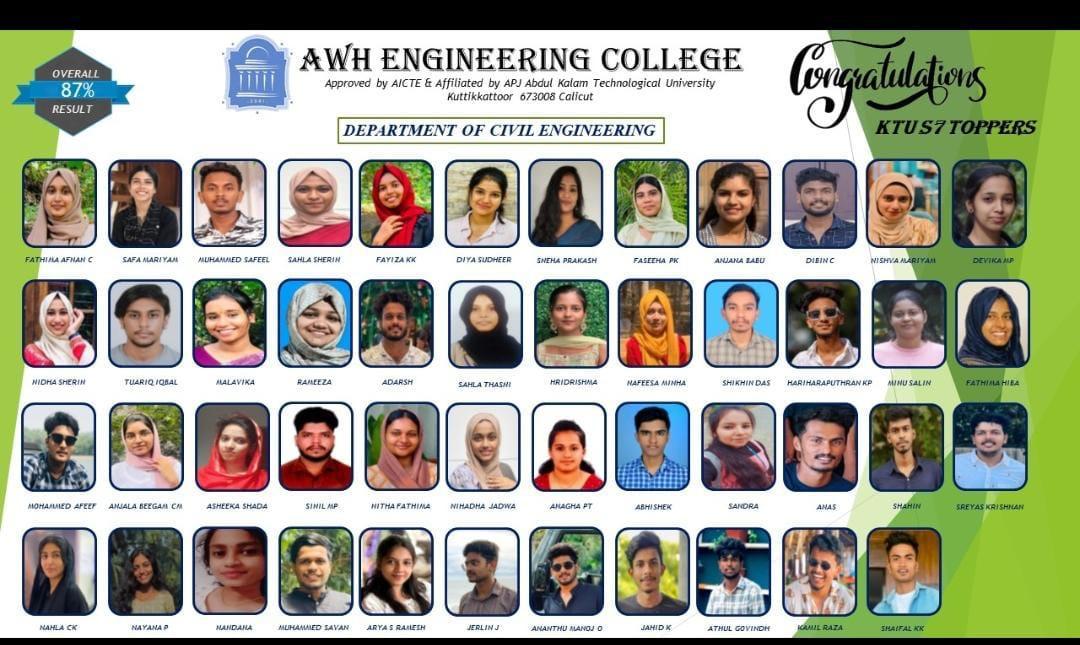 OVERALL
87%
RESULT
AWH ENGINEERING COLLEGE
Approved by AICTE & Affiliated by APJ Abdul Kalam Technological University
Kuttikkattoor 673008 Calicut
DEPARTMENT OF CIVIL ENGINEERING
Congratulations
KTU S7 TOPPERS
FATHIMA AFNAN C SAFA MARIYAM MUHAMMED SAFEEL SAHLA SHERIN FAYIZA KK DIYA SUDHEER SNEHA PRAKASH FASEEHA PK ANJANA BABU DIBIN C NISHVA MARIYAM DEVIKA MP
NIDHA SHERIN TUARIQ IQBAL MALAVIKA RAMEEZA ADARSH SAHLA THASNI HRIDRISHMA NAFEESA MINHA SHIKHIN DAS HARIHARAPUTHRAN KP MINU SALIN FATHIMA HIBA
MOHAMMED AFEEF ANJALA BEEGAM CM ASHEEKA SHADA SINIL MP NITHA FATHIMA NIHADHA JADWA ANAGHA PT ABHISHEK SANDRA ANAS SHAHIN SREYAS KRISHNAN
NAHLA CK NAYANA P NANDANA MUHAMMED SAVAN ARYA S RAMESH JERLIN J ANANTHU MANOJ O JAHID K ATHUL GOVINDH KAMIL RAZA SHAIFAL KK